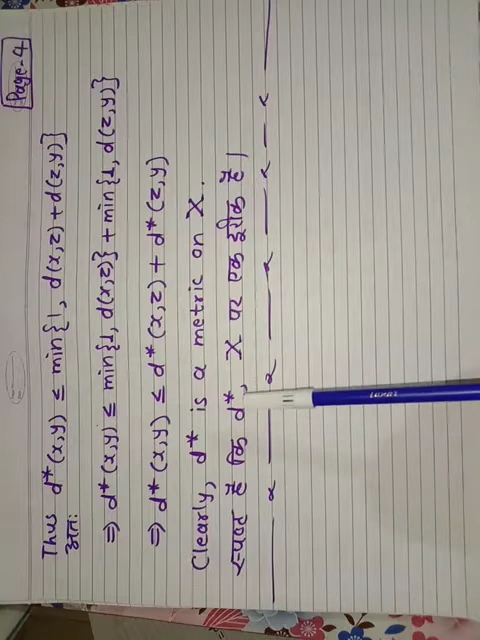 Page-4
Thus d*(x,y) ≤ min{1, d(x,z)+d(z,y)}
अतः
⇒ d*(x,y) ≤ min{1, d(x,z)} + min{1, d(z,y)}
⇒ d*(x,y) ≤ d*(x,z) + d*(z,y)
Clearly, d* is a metric on X.
स्पष्ट है कि d*, X पर एक दूरीक है।